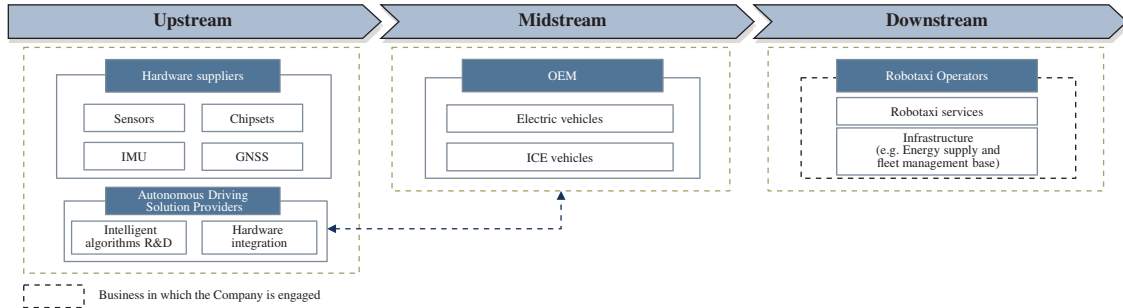 Upstream
Midstream
Downstream
Hardware suppliers
Sensors
Chipsets
IMU
GNSS
Autonomous Driving
Solution Providers
Intelligent
algorithms R&D
Hardware
integration
OEM
Electric vehicles
ICE vehicles
Robotaxi Operators
Robotaxi services
Infrastructure
(e.g. Energy supply and
fleet management base)
Business in which the Company is engaged